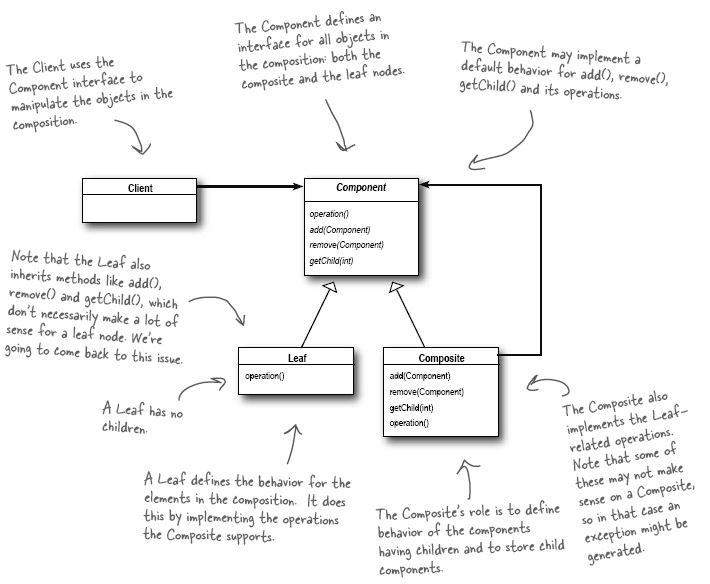 The Component defines an
interface for all objects in
the composition: both the
composite and the leaf nodes.
The Component may implement a
default behavior for add(), remove(),
getChild() and its operations.
The Client uses the
Component interface to
manipulate the objects in the
composition.
Client
Component
operation()
add(Component)
remove(Component)
getChild(int)
Note that the Leaf also
inherits methods like add(),
remove() and getChild(), which
don't necessarily make a lot of
sense for a leaf node. We're
going to come back to this issue.
Leaf
operation()
Composite
add(Component)
remove(Component)
getChild(int)
operation()
A Leaf has no
children.
The Composite also
implements the Leaf-
related operations.
Note that some of
these may not make
sense on a Composite,
so in that case an
exception might be
generated.
A Leaf defines the behavior for the
elements in the composition. It does
this by implementing the operations
the Composite supports.
The Composite's role is to define
behavior of the components
having children and to store child
components.